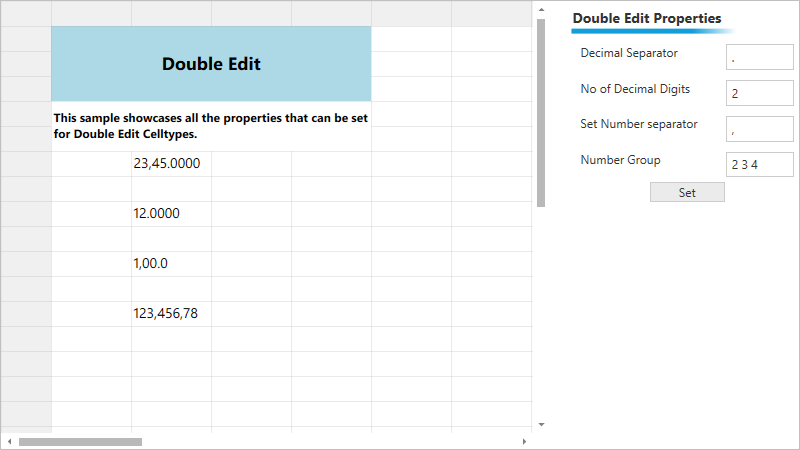 Double Edit
This sample showcases all the properties that can be set
for Double Edit Celltypes.
23,45.0000
12.0000
1,00.0
123,456,78
Double Edit Properties
Decimal Separator
.
No of Decimal Digits
2
Set Number separator
,
Number Group
2 3 4
Set